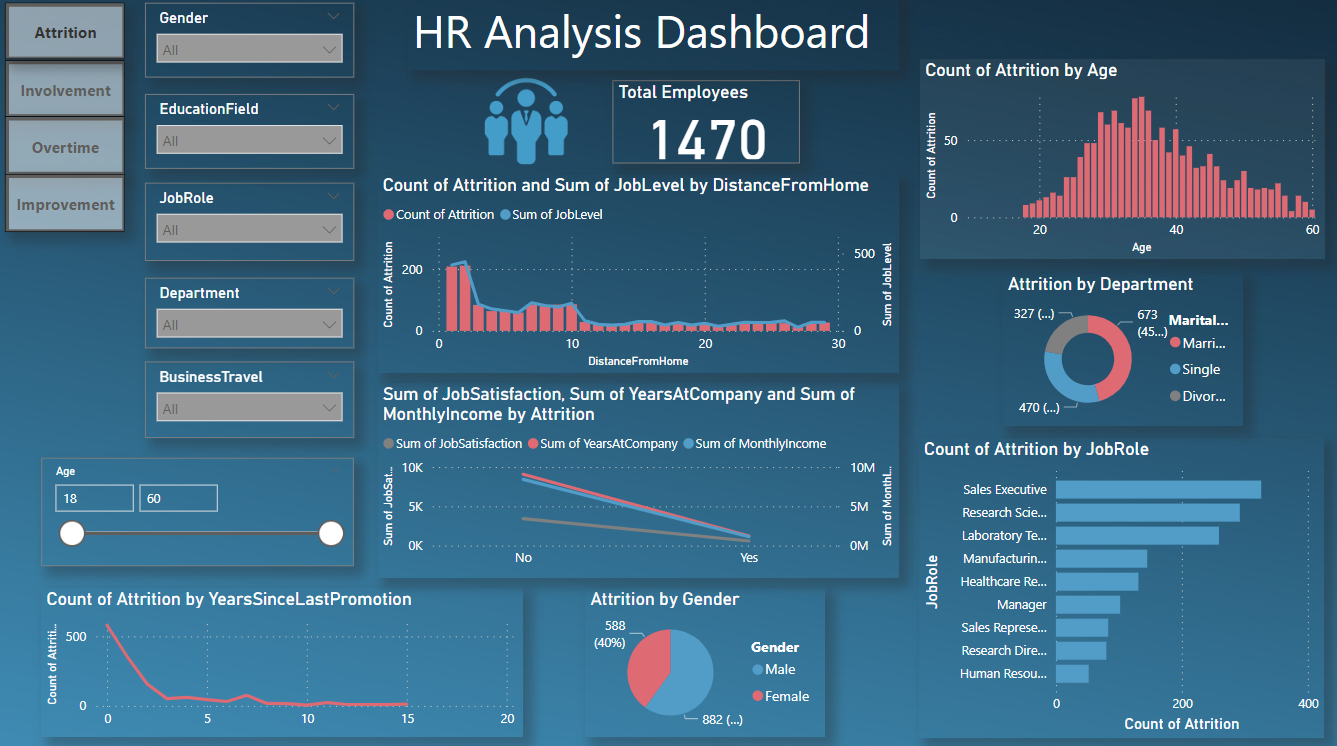 Attrition
Involvement
Overtime
Improvement
Gender
All
EducationField
All
JobRole
All
Department
All
BusinessTravel
All
Age
18
60
HR Analysis Dashboard
Total Employees
1470
Count of Attrition and Sum of JobLevel by DistanceFromHome
Count of Attrition
Sum of JobLevel
Count of Attrition
200
0
500
0
Sum of JobLevel
0
10
20
30
DistanceFromHome
Sum of JobSatisfaction, Sum of YearsAtCompany and Sum of
MonthlyIncome by Attrition
Sum of JobSatisfaction
Sum of YearsAtCompany
Sum of MonthlyIncome
Sum of JobSat...
10K
5K
0K
10M
5M
0M
Sum of Monthl...
No
Yes
Count of Attrition by YearsSinceLastPromotion
Count of Attriti...
500
0
0
5
10
15
20
Attrition by Gender
588
(40%)
882 (...)
Gender
Male
Female
Count of Attrition by Age
Count of Attrition
50
0
20
40
60
Age
Attrition by Department
327 (...)
673
(45...)
470 (...)
Marital...
Marri...
Single
Divor...
Count of Attrition by JobRole
JobRole
Sales Executive
Research Scie...
Laboratory Te...
Manufacturin...
Healthcare Re...
Manager
Sales Represe...
Research Dire...
Human Resou...
0
200
400
Count of Attrition